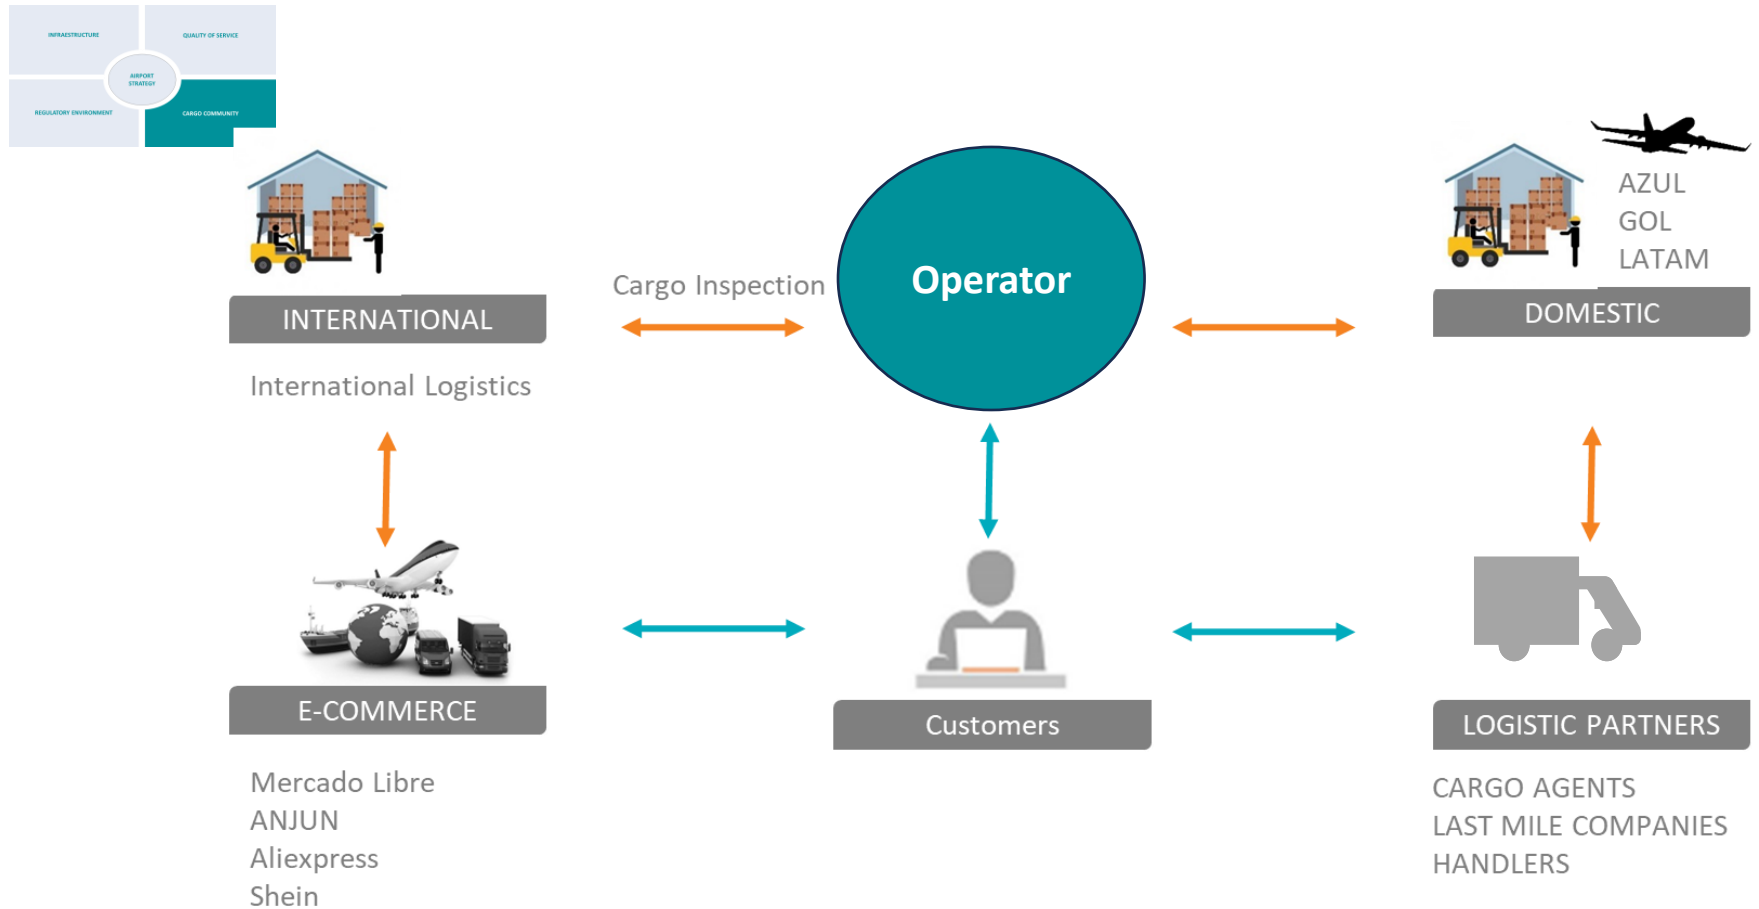 INFRAESTRUCTURE
QUALITY OF SERVICE
AIRPORT
STRATEGY
REGULATORY ENVIRONMENT
CARGO COMMUNITY
INTERNATIONAL
International Logistics
Cargo Inspection
Operator
AZUL
GOL
LATAM
DOMESTIC
E-COMMERCE
Mercado Libre
ANJUN
Aliexpress
Shein
Customers
LOGISTIC PARTNERS
CARGO AGENTS
LAST MILE COMPANIES
HANDLERS